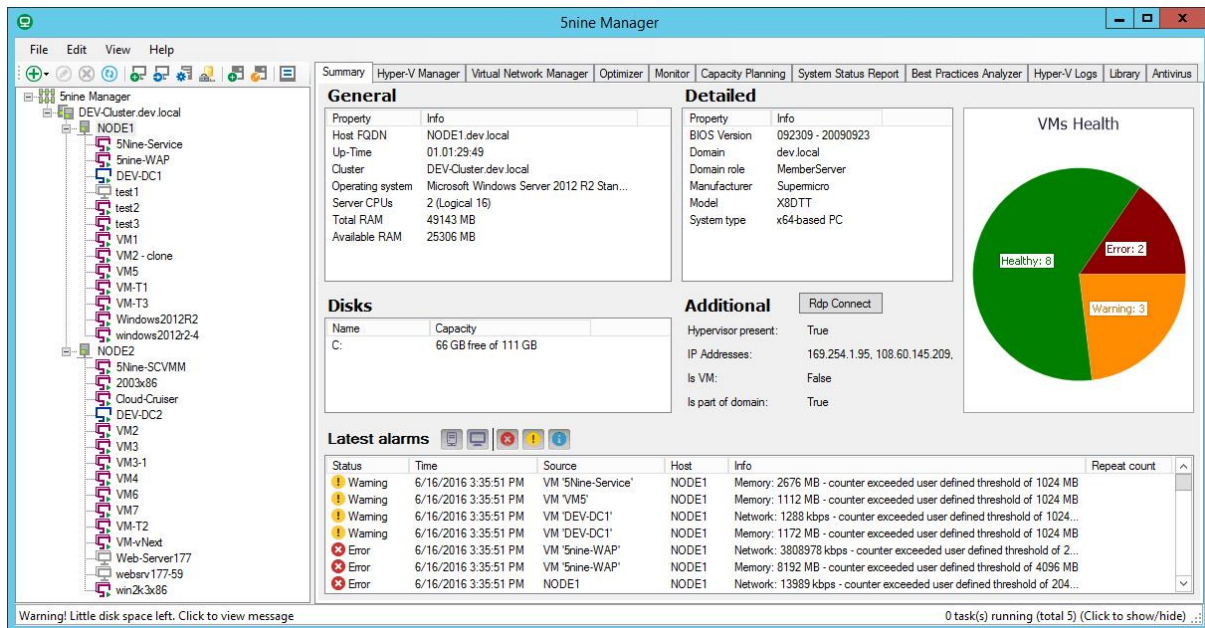 5nine Manager
File Edit View Help
Summary Hyper-V Manager Virtual Network Manager Optimizer Monitor Capacity Planning System Status Report Best Practices Analyzer Hyper-V Logs Library Antivirus
5nine Manager
DEV-Cluster.dev.local
NODE1
5Nine-Service
5nine-WAP
DEV-DC1
test1
test2
test3
VM1
VM2 - clone
VM5
VM-T1
VM-T3
Windows2012R2
windows2012r2-4
NODE2
5Nine-SCVMM
2003x86
Cloud-Cruiser
DEV-DC2
VM2
VM3
VM3-1
VM4
VM6
VM7
VM-T2
VM-vNext
Web-Server177
websrv177-59
win2k3x86
General
Property Info
Host FQDN NODE1.dev.local
Up-Time 01.01:29:49
Cluster DEV-Cluster.dev.local
Operating system Microsoft Windows Server 2012 R2 Stan...
Server CPUs 2 (Logical 16)
Total RAM 49143 MB
Available RAM 25306 MB
Detailed
Property Info
BIOS Version 092309 - 20090923
Domain dev.local
Domain role MemberServer
Manufacturer Supermicro
Model X8DTT
System type x64-based PC
VMs Health
Error: 2
Healthy: 8
Warning: 3
Disks
Name Capacity
C: 66 GB free of 111 GB
Additional Rdp Connect
Hypervisor present: True
IP Addresses: 169.254.1.95, 108.60.145.209,
Is VM: False
Is part of domain: True
Latest alarms
Status Time Source Host Info Repeat count
Warning 6/16/2016 3:35:51 PM VM '5Nine-Service' NODE1 Memory: 2676 MB - counter exceeded user defined threshold of 1024 MB
Warning 6/16/2016 3:35:51 PM VM 'VM5' NODE1 Memory: 1112 MB - counter exceeded user defined threshold of 1024 MB
Warning 6/16/2016 3:35:51 PM VM 'DEV-DC1' NODE1 Network: 1288 kbps - counter exceeded user defined threshold of 1024...
Warning 6/16/2016 3:35:51 PM VM 'DEV-DC1' NODE1 Memory: 1172 MB - counter exceeded user defined threshold of 1024 MB
Error 6/16/2016 3:35:51 PM VM '5nine-WAP' NODE1 Network: 3808978 kbps - counter exceeded user defined threshold of 2...
Error 6/16/2016 3:35:51 PM VM '5nine-WAP' NODE1 Memory: 8192 MB - counter exceeded user defined threshold of 4096 MB
Error 6/16/2016 3:35:51 PM NODE1 NODE1 Network: 13989 kbps - counter exceeded user defined threshold of 204...
Warning! Little disk space left. Click to view message 0 task(s) running (total 5) (Click to show/hide)